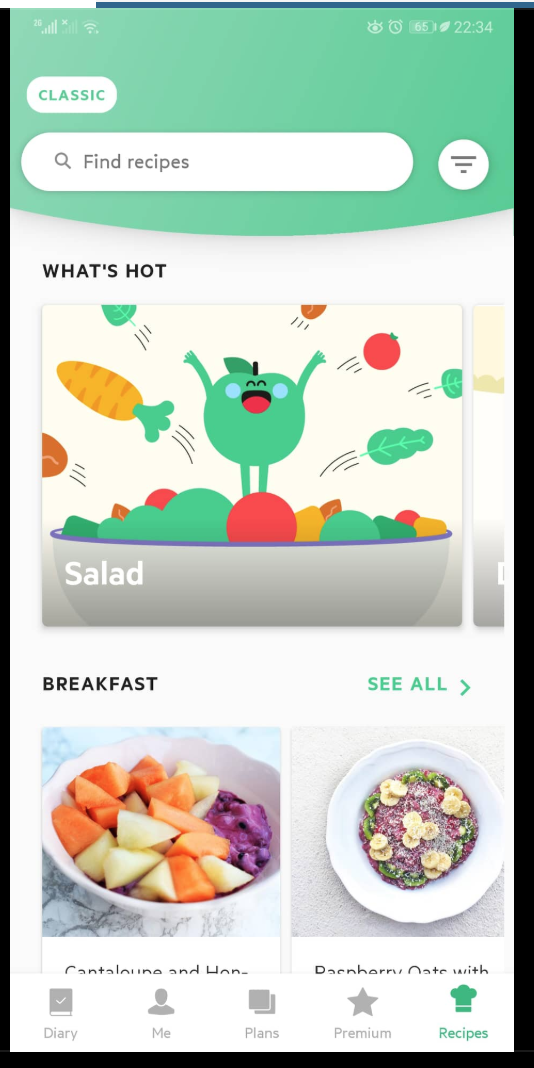 3G 65 22:34
CLASSIC
Find recipes
WHAT'S HOT
Salad
BREAKFAST SEE ALL
Cantaloupe and Hon-
Raspberry Oats with
Diary Me Plans Premium Recipes